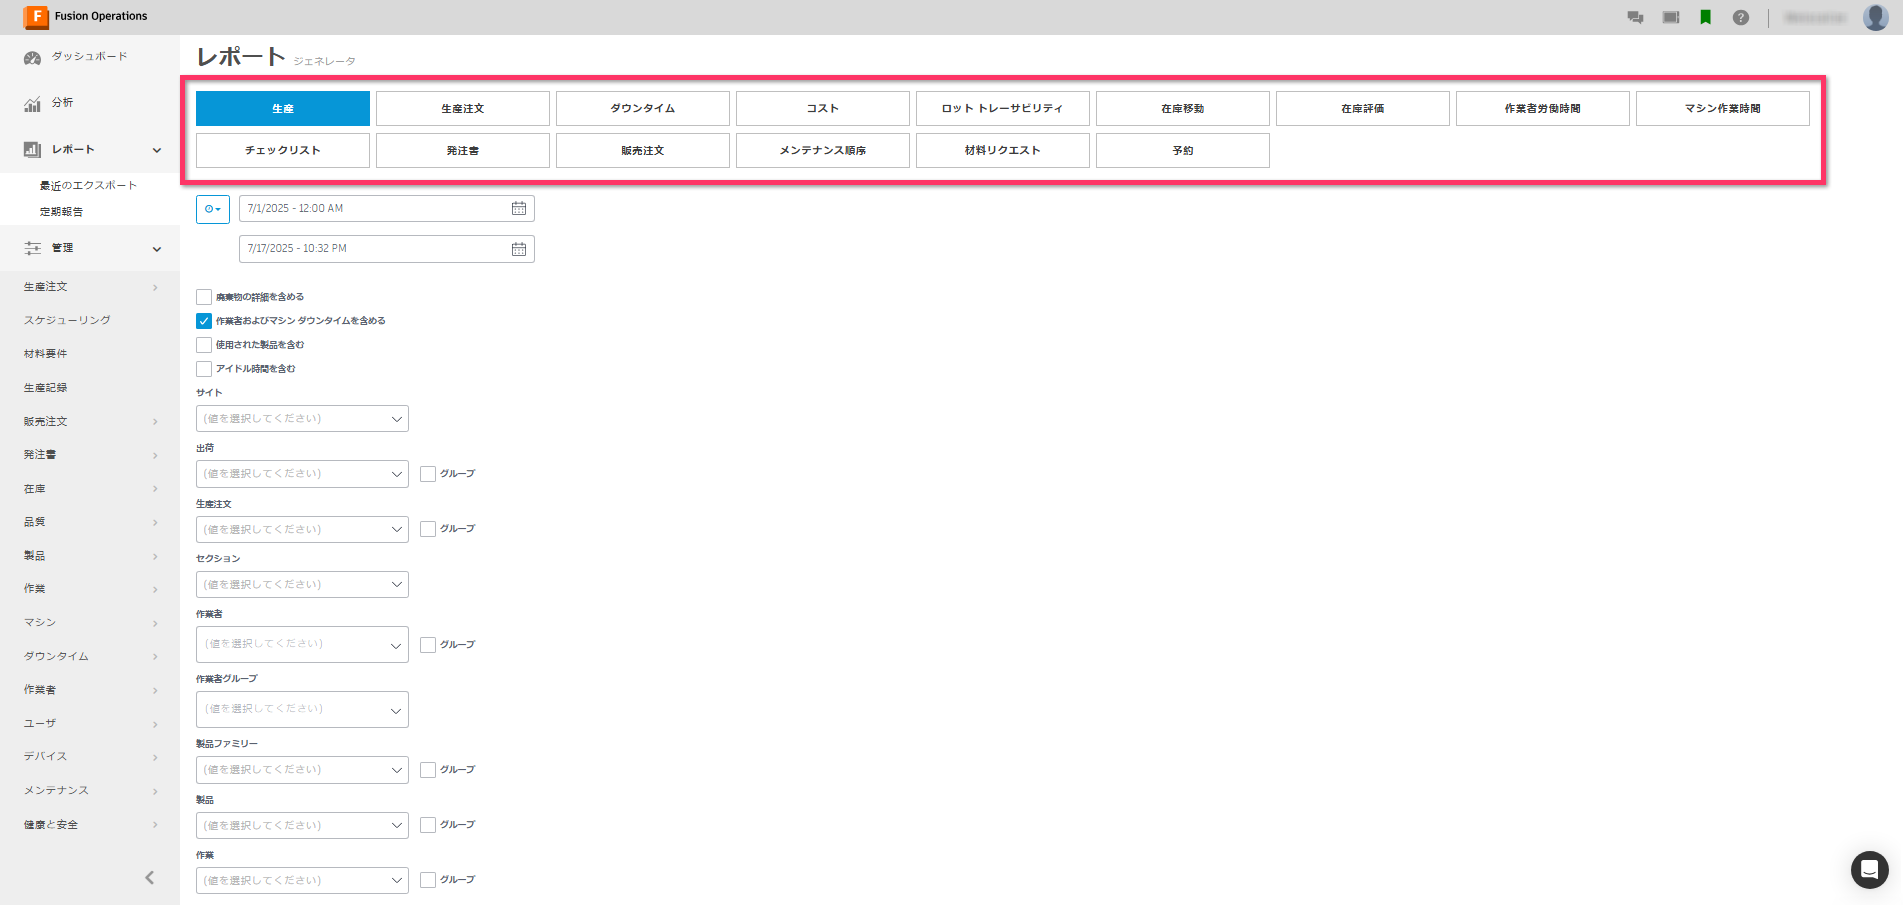 Fusion Operations
ダッシュボード
分析
レポート
最近のエクスポート
定期報告
管理
生産注文
スケジューリング
材料要件
生産記録
販売注文
発注書
在庫
品質
製品
作業
マシン
ダウンタイム
作業者
ユーザ
デバイス
メンテナンス
健康と安全
レポート ジェネレータ
生産 生産注文 ダウンタイム コスト ロット トレーサビリティ 在庫移動 在庫評価 作業者労働時間 マシン作業時間
チェックリスト 発注書 販売注文 メンテナンス順序 材料リクエスト 予約
7/1/2025 - 12:00 AM
7/17/2025 - 10:32 PM
廃棄物の詳細を含める
作業者およびマシン ダウンタイムを含める
使用された製品を含む
アイドル時間を含む
サイト
(値を選択してください)
出荷
(値を選択してください) グループ
生産注文
(値を選択してください) グループ
セクション
(値を選択してください)
作業者
(値を選択してください) グループ
作業者グループ
(値を選択してください)
製品ファミリー
(値を選択してください) グループ
製品
(値を選択してください) グループ
作業
(値を選択してください) グループ